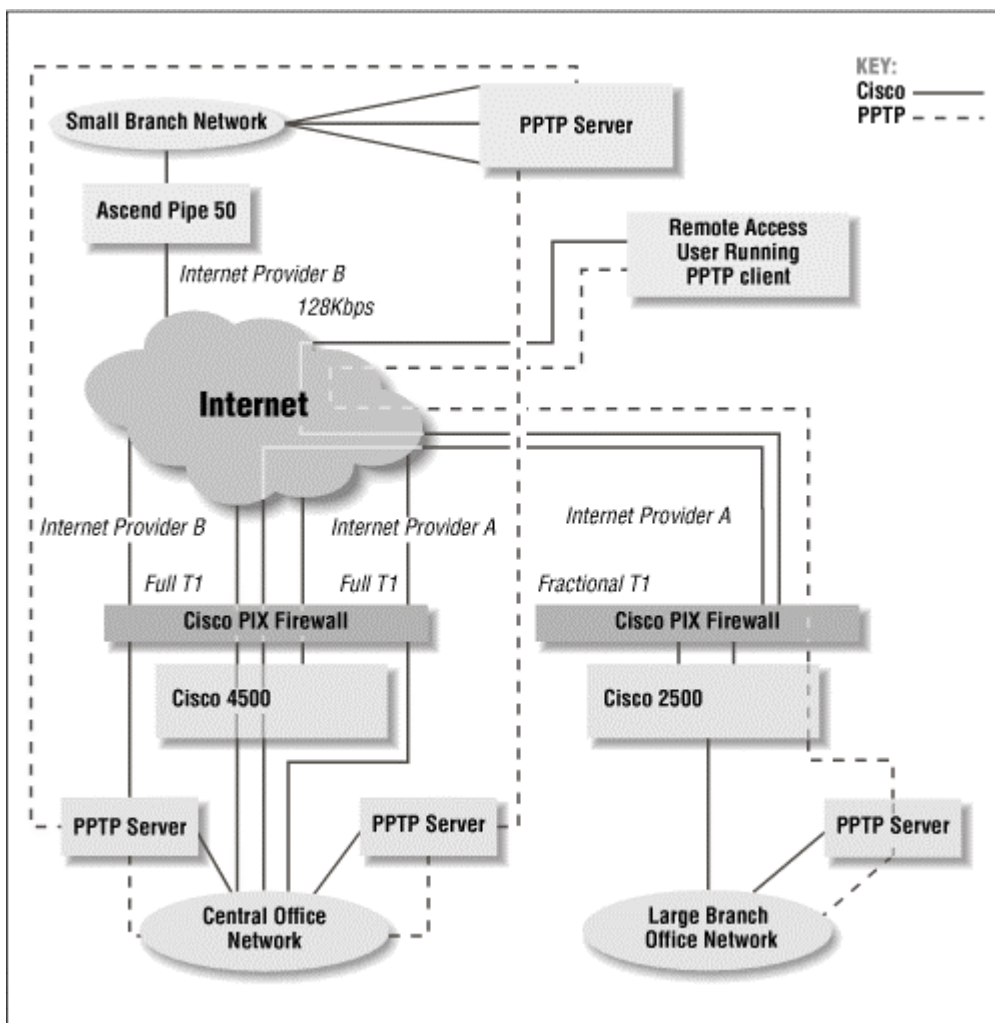 KEY:
Cisco
PPTP
Small Branch Network
PPTP Server
Ascend Pipe 50
Remote Access
User Running
PPTP client
Internet Provider B
128Kbps
Internet
Internet Provider B
Internet Provider A
Internet Provider A
Full T1
Full T1
Fractional T1
Cisco PIX Firewall
Cisco PIX Firewall
Cisco 4500
Cisco 2500
PPTP Server
PPTP Server
PPTP Server
Central Office
Network
Large Branch
Office Network